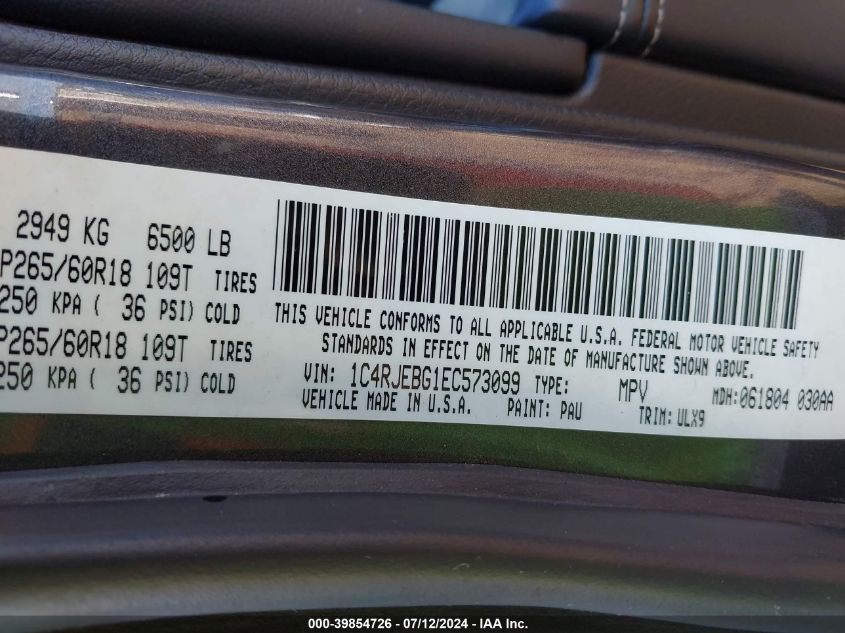 2949 KG 6500 LB
P265/60R18 109T TIRES
250 KPA ( 36 PSI) COLD
P265/60R18 109T TIRES
250 KPA ( 36 PSI) COLD
THIS VEHICLE CONFORMS TO ALL APPLICABLE U.S.A. FEDERAL MOTOR VEHICLE SAFETY
STANDARDS IN EFFECT ON THE DATE OF MANUFACTURE SHOWN ABOVE.
VIN: 1C4RJEBG1EC573099 TYPE: MPV MDH:061804 030AA
VEHICLE MADE IN U.S.A. PAINT: PAU TRIM: ULX9
000-39854726 - 07/12/2024 - IAA Inc.